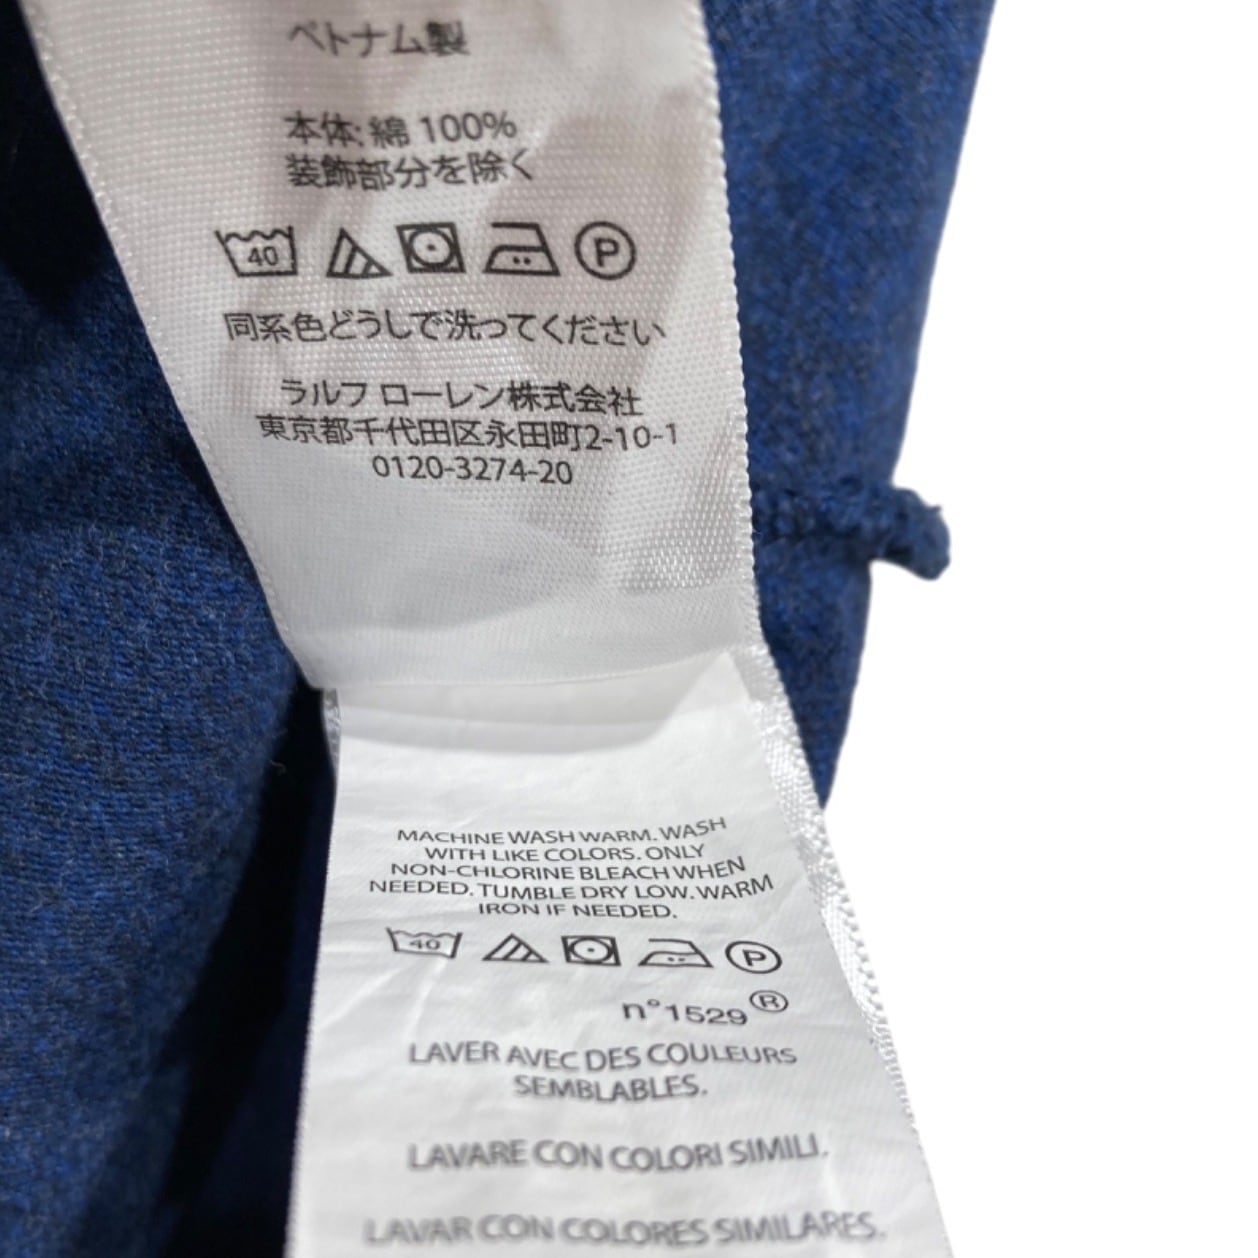 ベトナム製
本体: 綿 100%
装飾部分を除く
40 P
同系色どうしで洗ってください
ラルフ ローレン株式会社
東京都千代田区永田町2-10-1
0120-3274-20
MACHINE WASH WARM. WASH
WITH LIKE COLORS. ONLY
NON-CHLORINE BLEACH WHEN
NEEDED. TUMBLE DRY LOW. WARM
IRON IF NEEDED.
40 P
n°1529®
LAVER AVEC DES COULEURS
SEMBLABLES.
LAVARE CON COLORI SIMILI.
LAVAR CON COLORES SIMILARES.